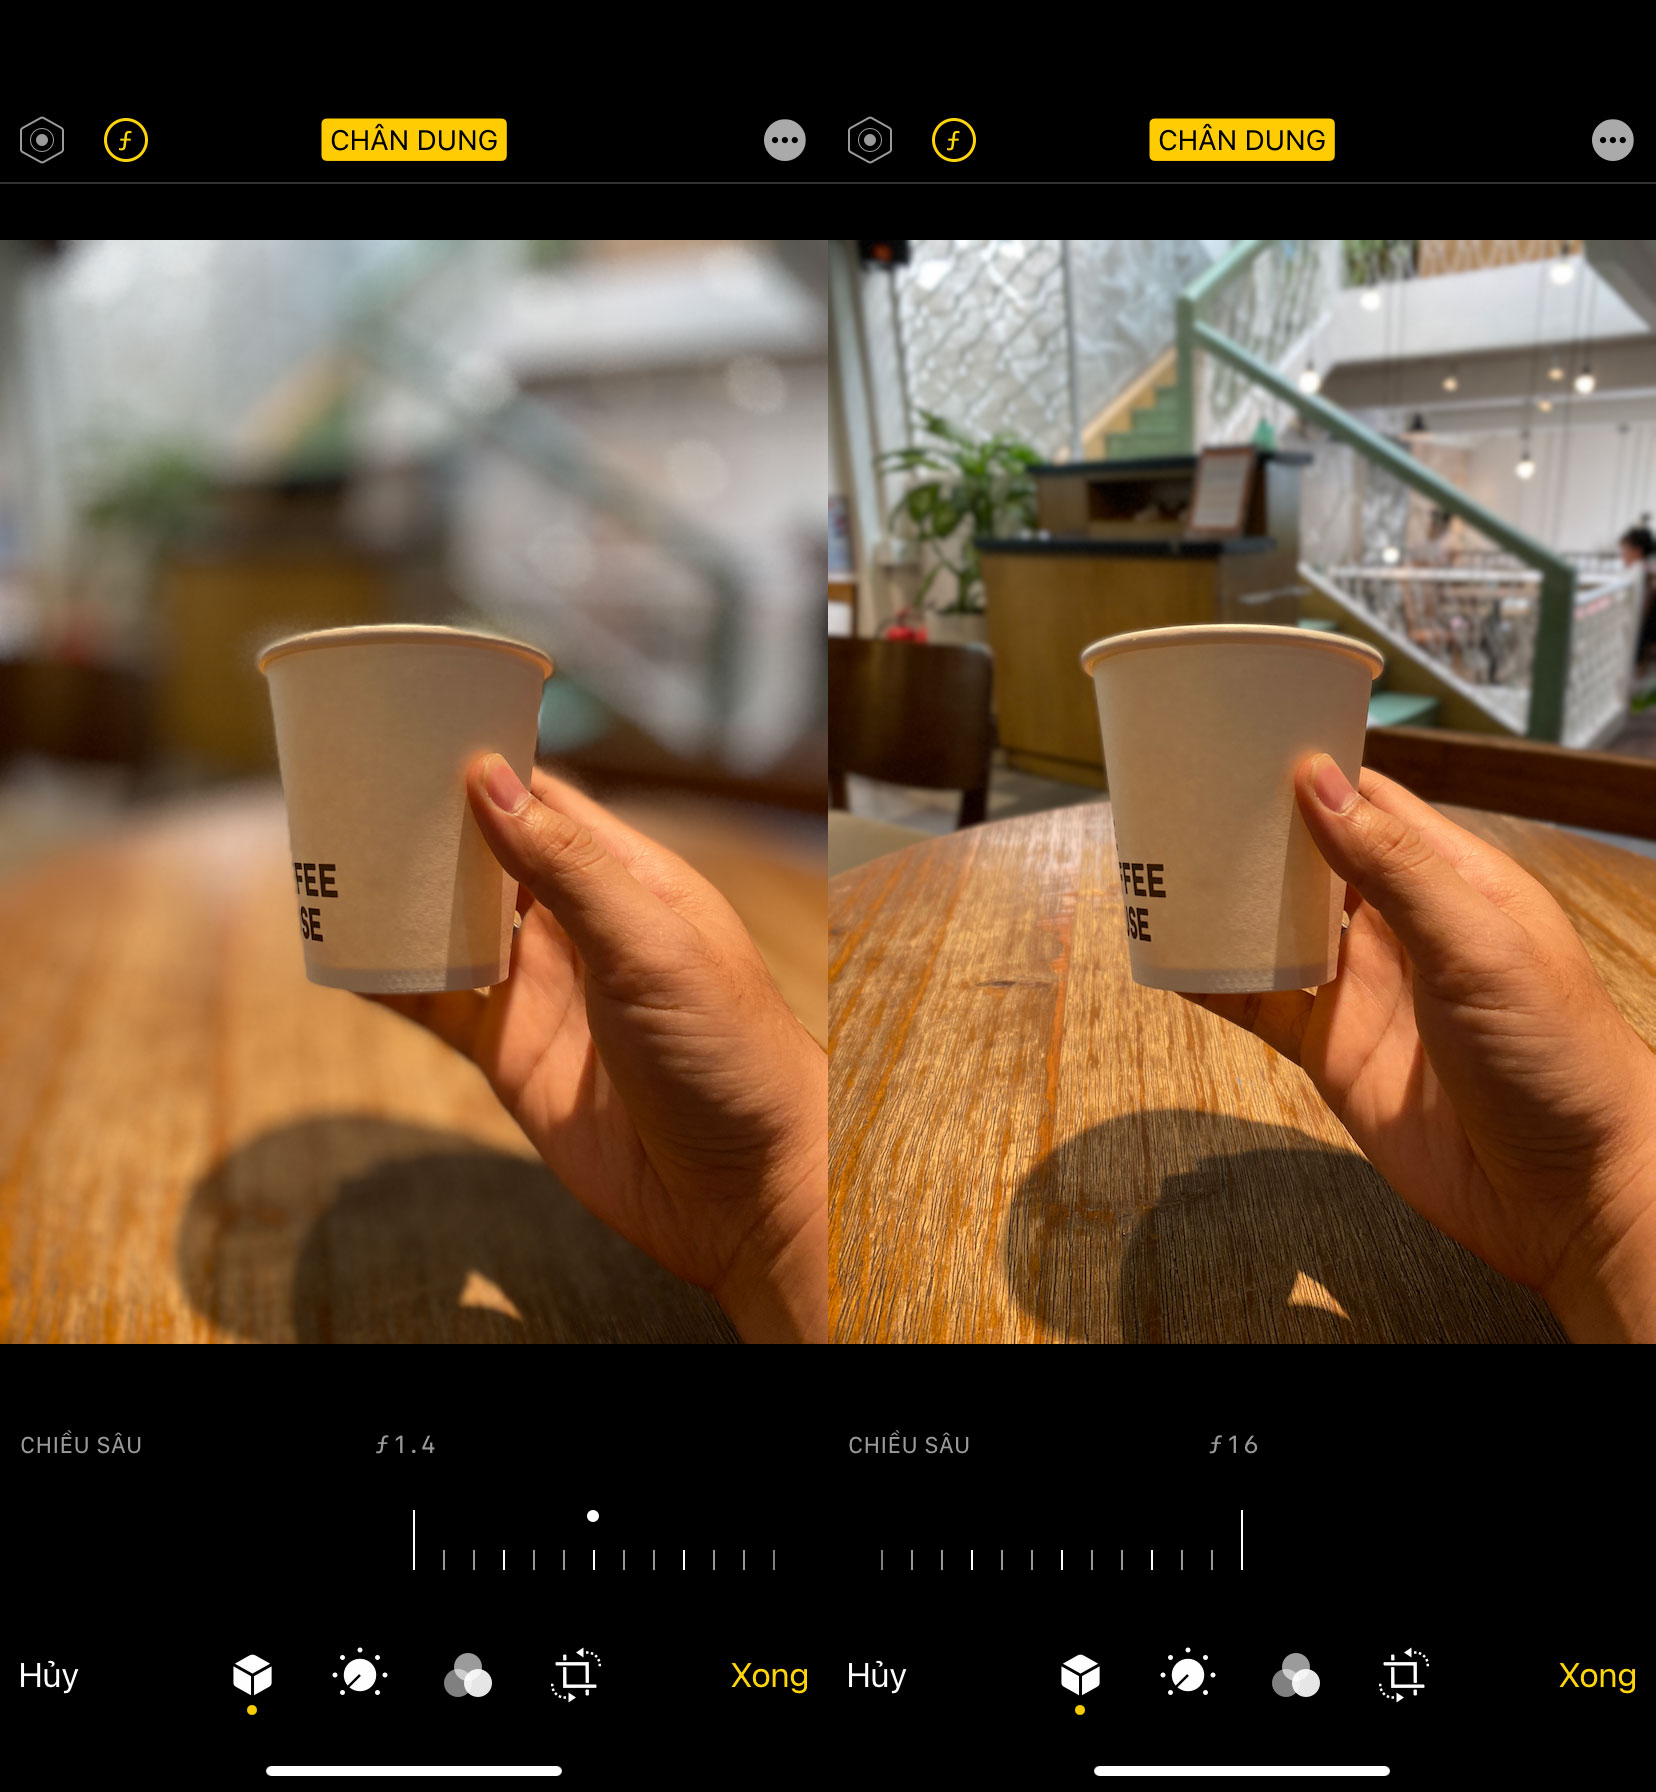 CHÂN DUNG
FEE
SE
CHIỀU SÂU
ƒ1.4
Hủy
Xong
CHÂN DUNG
FEE
SE
CHIỀU SÂU
ƒ16
Hủy
Xong